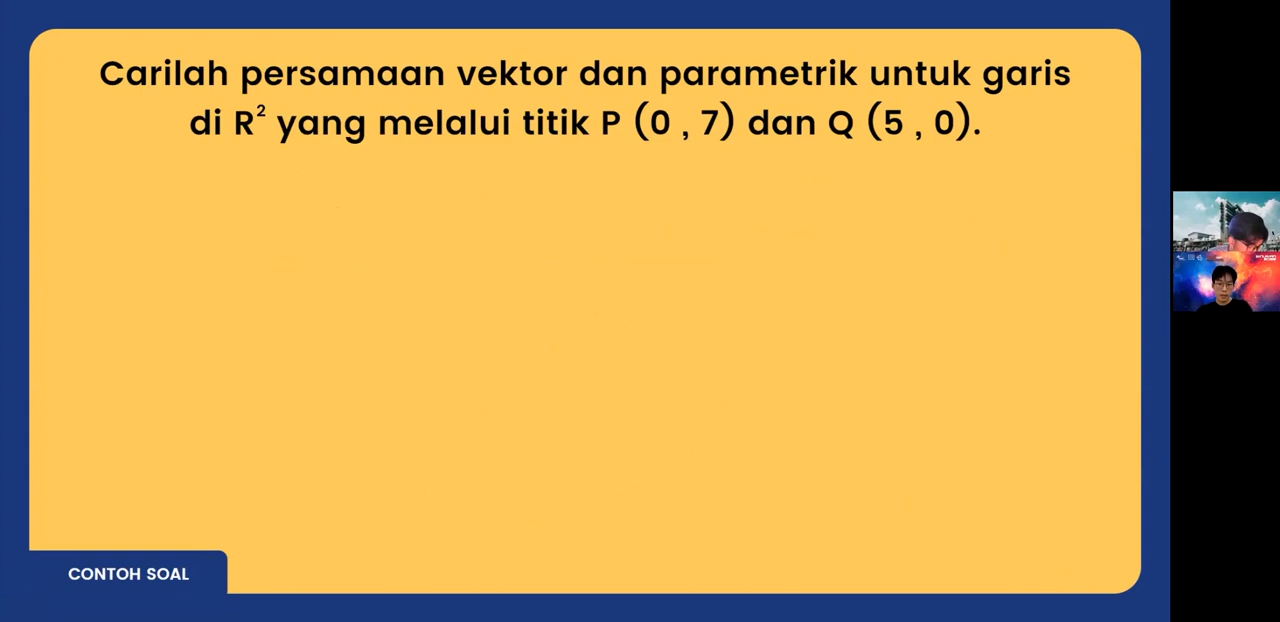 Carilah persamaan vektor dan parametrik untuk garis
di R² yang melalui titik P (0 , 7) dan Q (5 , 0).
CONTOH SOAL